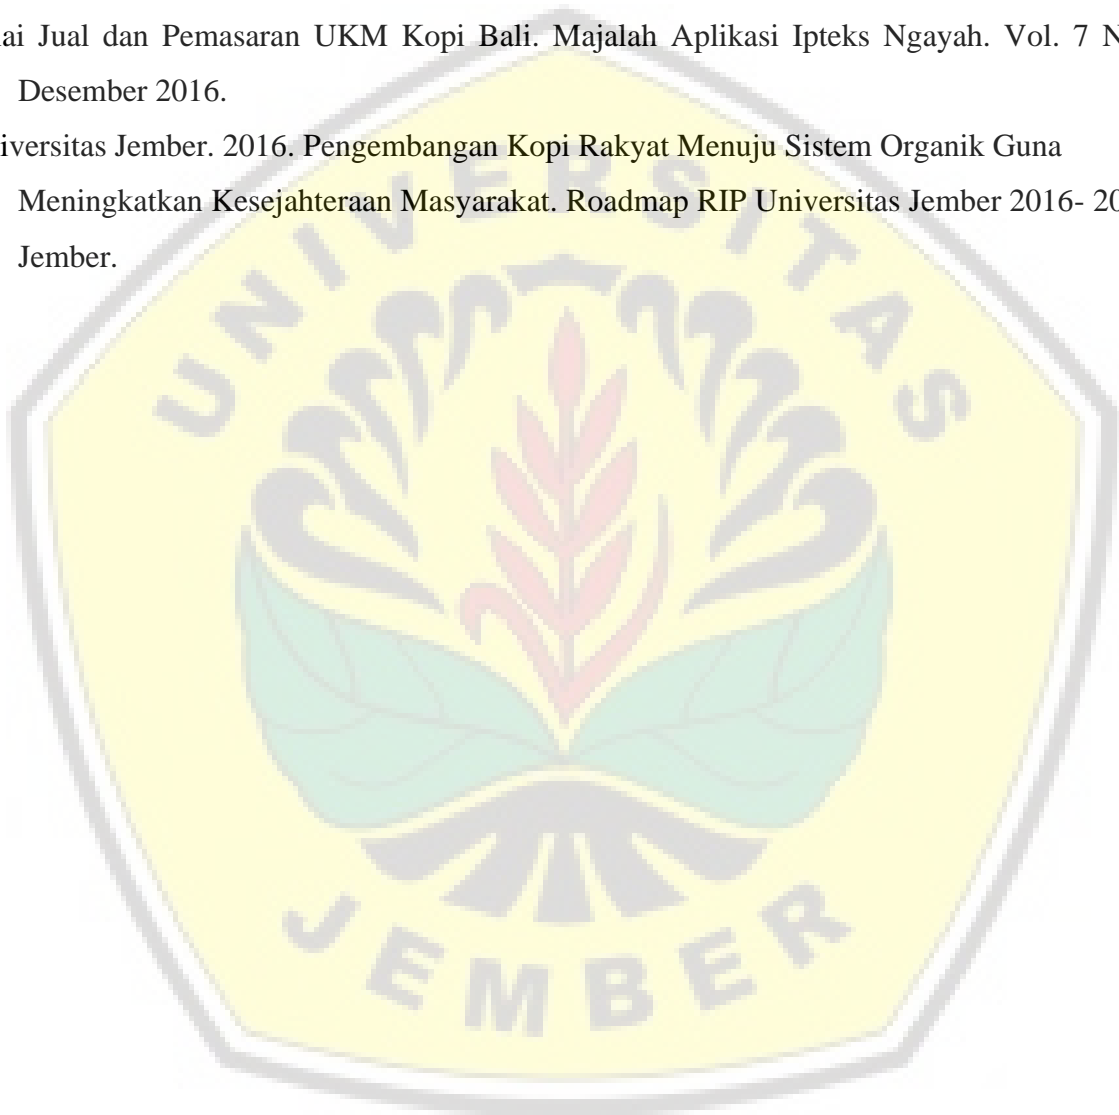 ai Jual dan Pemasaran UKM Kopi Bali. Majalah Aplikasi Ipteks Ngayah. Vol. 7 N
Desember 2016.
iversitas Jember. 2016. Pengembangan Kopi Rakyat Menuju Sistem Organik Guna
Meningkatkan Kesejahteraan Masyarakat. Roadmap RIP Universitas Jember 2016- 20
Jember.
UNIVERSITAS
JEMBER